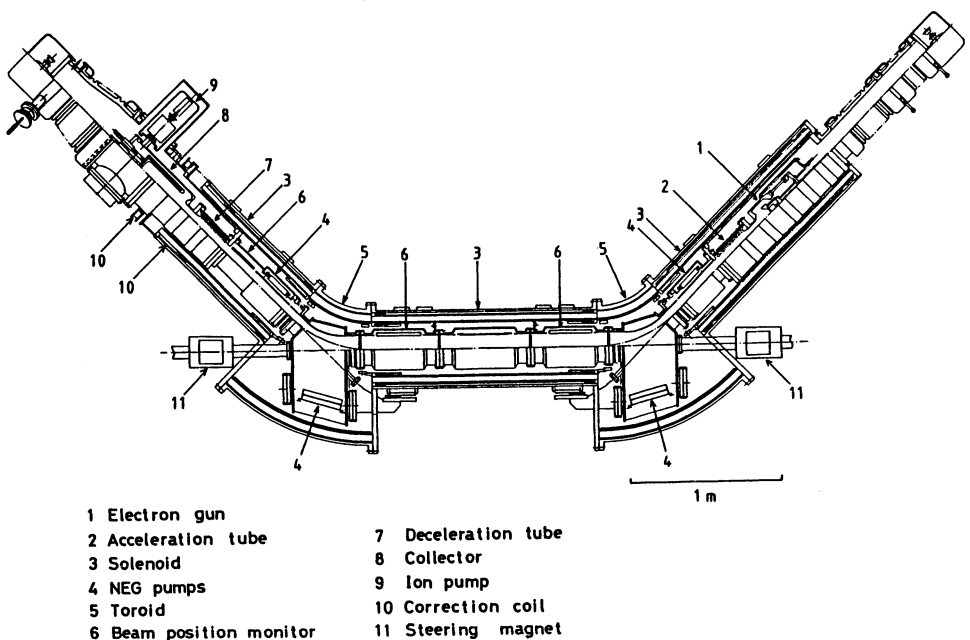 9
8
7
3
6
4
5
6
3
6
5
4
3
2
1
10
10
11
4
4
11
1 m
1 Electron gun
2 Acceleration tube
3 Solenoid
4 NEG pumps
5 Toroid
6 Beam position monitor
7 Deceleration tube
8 Collector
9 Ion pump
10 Correction coil
11 Steering magnet